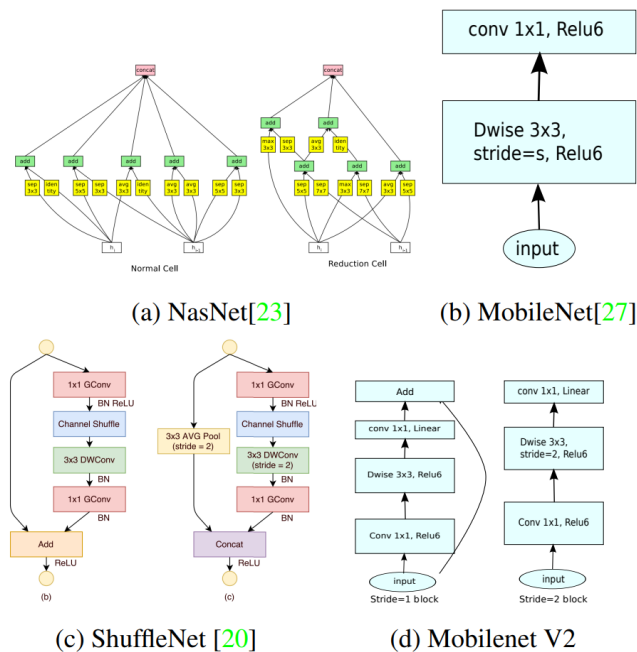 concat
add
add
add
add
add
sep
3x3
iden
tity
sep
5x5
sep
3x3
avg
3x3
iden
tity
avg
3x3
avg
3x3
sep
5x5
sep
3x3
h
i
h
Normal Cell
concat
add
add
max
3x3
sep
3x3
avg
3x3
iden
tity
add
add
add
sep
5x5
sep
7x7
max
3x3
sep
7x7
avg
3x3
sep
5x5
h
i
h
Reduction Cell
(a) NasNet[23]
conv 1x1, Relu6
Dwise 3x3,
stride=s, Relu6
input
(b) MobileNet[27]
1x1 GConv
BN ReLU
Channel Shuffle
3x3 DWConv
BN
1x1 GConv
BN
Add
ReLU
(b)
3x3 AVG Pool
(stride = 2)
1x1 GConv
BN ReLU
Channel Shuffle
3x3 DWConv
(stride = 2)
BN
1x1 GConv
BN
Concat
ReLU
(c)
(c) ShuffleNet [20]
Add
conv 1x1, Linear
Dwise 3x3, Relu6
Conv 1x1, Relu6
input
Stride=1 block
conv 1x1, Linear
Dwise 3x3,
stride=2, Relu6
Conv 1x1, Relu6
input
Stride=2 block
(d) Mobilenet V2